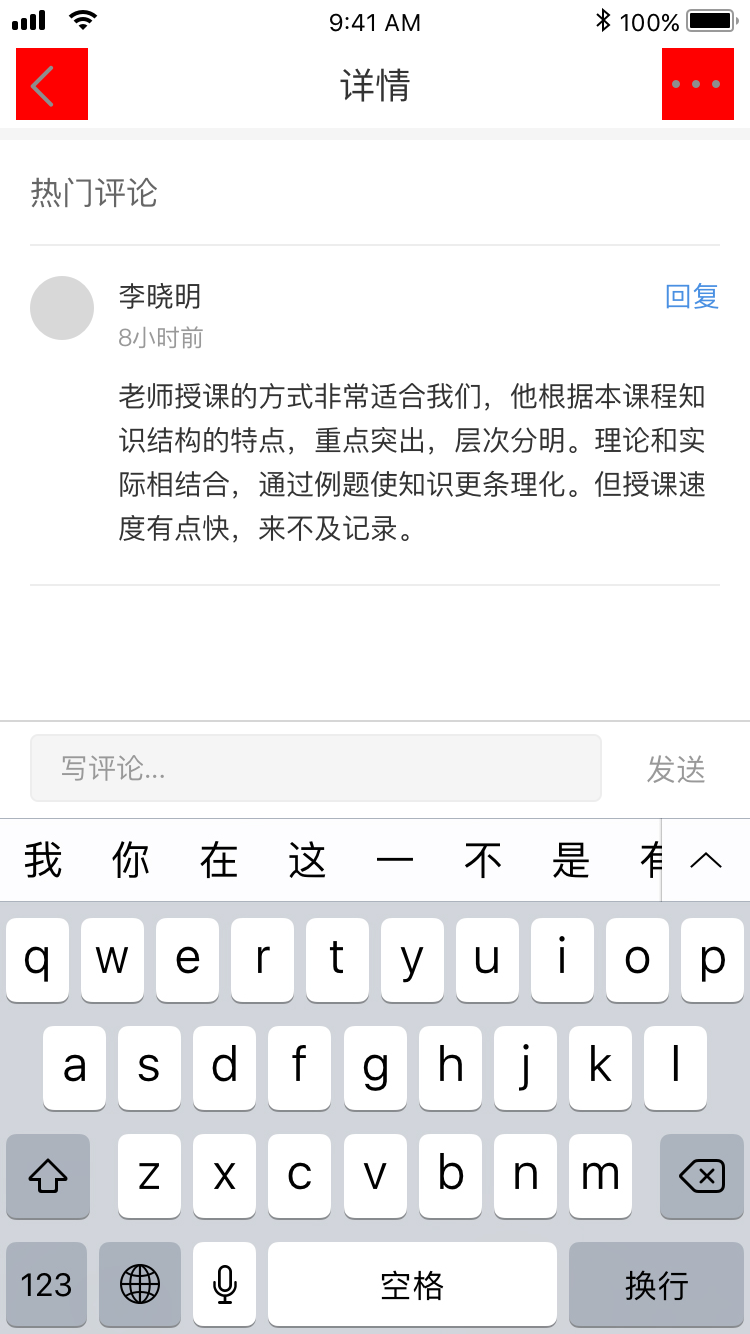 9:41 AM
100%
详情
热门评论
李晓明
回复
8小时前
老师授课的方式非常适合我们，他根据本课程知
识结构的特点，重点突出，层次分明。理论和实
际相结合，通过例题使知识更条理化。但授课速
度有点快，来不及记录。
写评论...
发送
我 你 在 这 一 不 是 有
q w e r t y u i o p
a s d f g h j k l
z x c v b n m
123 空格 换行